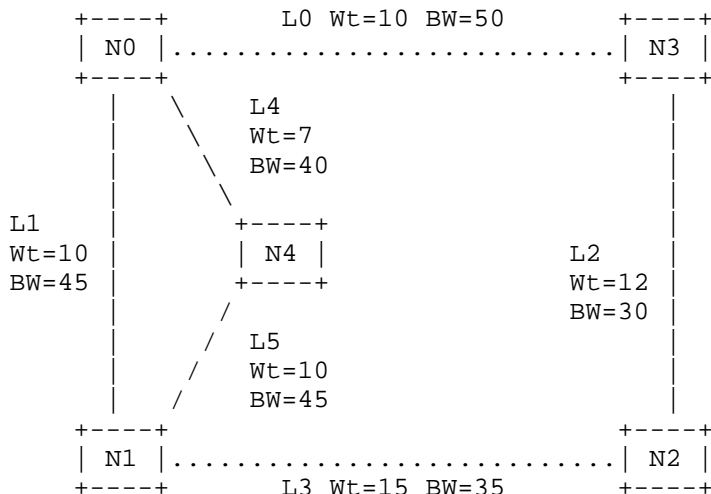 L0 Wt=10 BW=50
N0
N3
L4
Wt=7
BW=40
L1
Wt=10
BW=45
N4
L2
Wt=12
BW=30
L5
Wt=10
BW=45
N1
N2
L3 Wt=15 BW=35